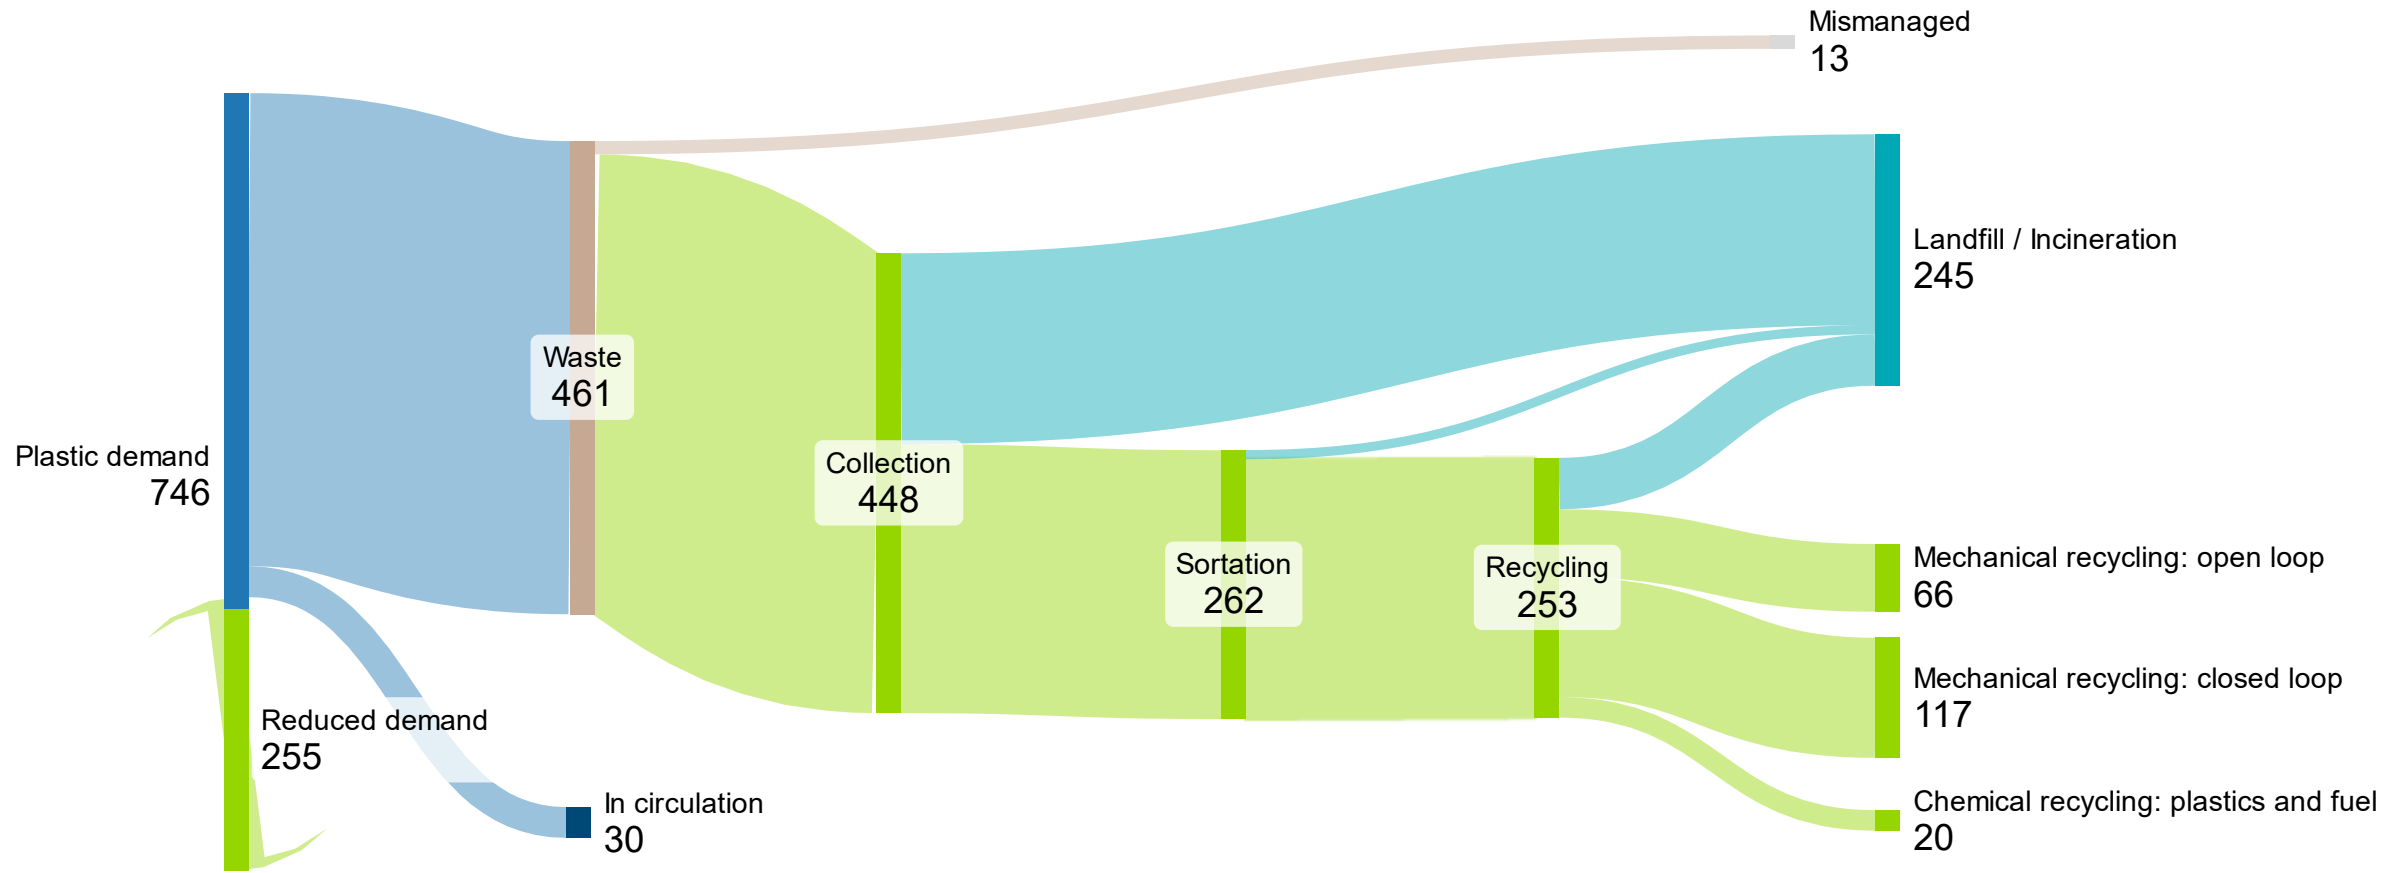 Mismanaged
13
Landfill / Incineration
245
Waste
461
Plastic demand
746
Collection
448
Sortation
262
Recycling
253
Mechanical recycling: open loop
66
Mechanical recycling: closed loop
117
Reduced demand
255
In circulation
30
Chemical recycling: plastics and fuel
20